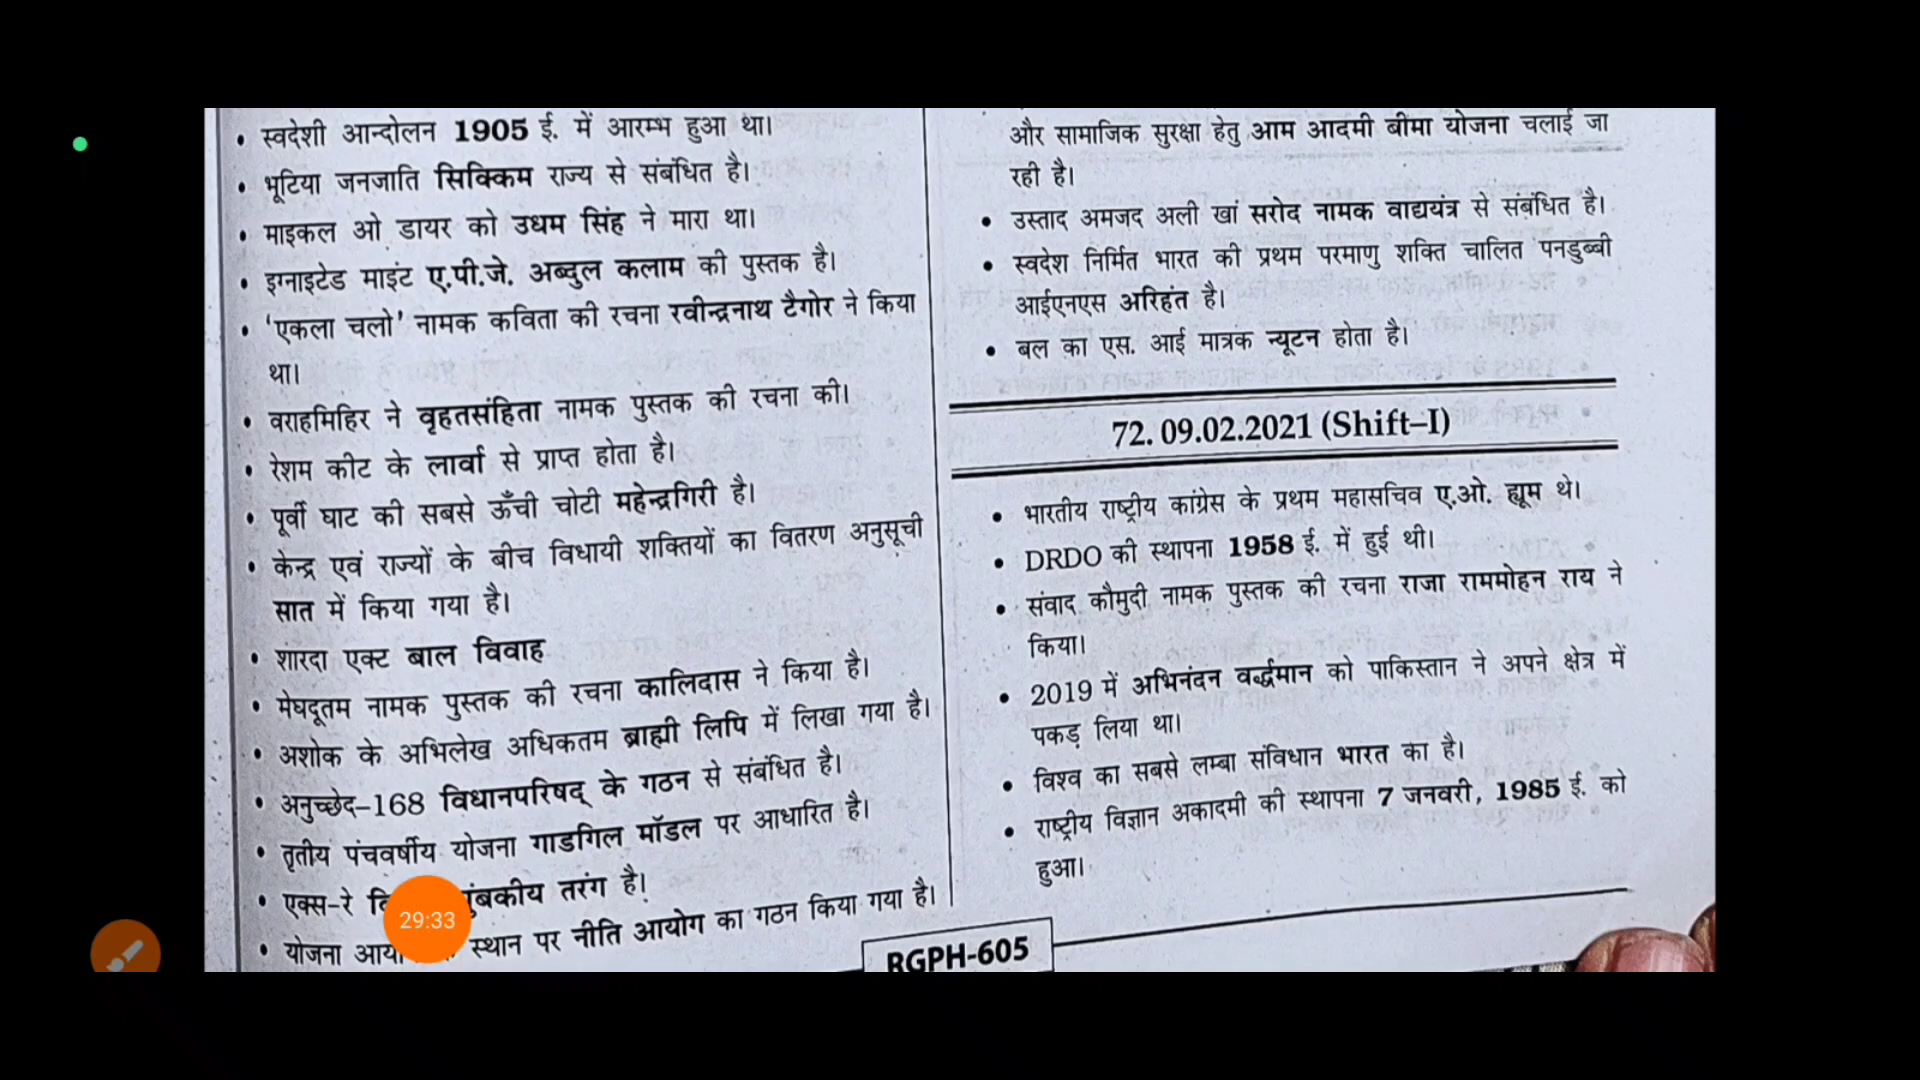 • स्वदेशी आन्दोलन 1905 ई. में आरम्भ हुआ था।
• भूटिया जनजाति सिक्किम राज्य से संबंधित है।
• माइकल ओ डायर को उधम सिंह ने मारा था।
• इग्नाइटेड माइंट ए.पी.जे. अब्दुल कलाम की पुस्तक है।
• 'एकला चलो' नामक कविता की रचना रवीन्द्रनाथ टैगोर ने किया
था।
• वराहमिहिर ने वृहतसंहिता नामक पुस्तक की रचना की।
• रेशम कीट के लार्वा से प्राप्त होता है।
• पूर्वी घाट की सबसे ऊँची चोटी महेन्द्रगिरी है।
• केन्द्र एवं राज्यों के बीच विधायी शक्तियों का वितरण अनुसूची
सात में किया गया है।
• शारदा एक्ट बाल विवाह
• मेघदूतम नामक पुस्तक की रचना कालिदास ने किया है।
• अशोक के अभिलेख अधिकतम ब्राह्मी लिपि में लिखा गया है।
• अनुच्छेद-168 विधानपरिषद् के गठन से संबंधित है।
• तृतीय पंचवर्षीय योजना गाडगिल मॉडल पर आधारित है।
• एक्स-रे तरंग है!
• योजना स्थान पर नीति आयोग का गठन किया गया है।
29:33
और सामाजिक सुरक्षा हेतु आम आदमी बीमा योजना चलाई जा
रही है।
• उस्ताद अमजद अली खां सरोद नामक वाद्ययंत्र से संबंधित है।
• स्वदेश निर्मित भारत की प्रथम परमाणु शक्ति चालित पनडुब्बी
आईएनएस अरिहंत है।
• बल का एस. आई मात्रक न्यूटन होता है।
72. 09.02.2021 (Shift-I)
• भारतीय राष्ट्रीय कांग्रेस के प्रथम महासचिव ए.ओ. ह्यूम थे।
• DRDO की स्थापना 1958 ई. में हुई थी।
• संवाद कौमुदी नामक पुस्तक की रचना राजा राममोहन राय ने
किया।
• 2019 में अभिनंदन वर्द्धमान को पाकिस्तान ने अपने क्षेत्र में
पकड़ लिया था।
• विश्व का सबसे लम्बा संविधान भारत का है।
• राष्ट्रीय विज्ञान अकादमी की स्थापना 7 जनवरी, 1985 ई. को
हुआ।
RGPH-605